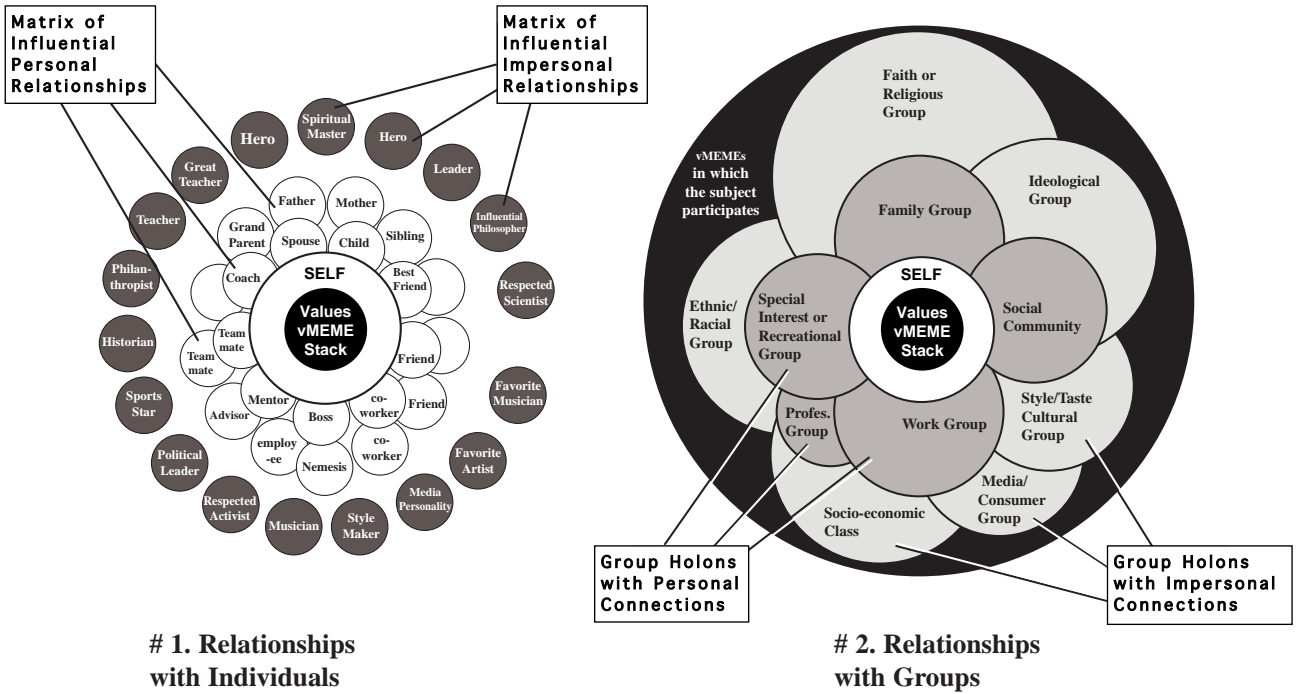 Matrix of
Influential
Personal
Relationships
Matrix of
Influential
Impersonal
Relationships
Spiritual
Master
Hero
Hero
Leader
Great
Teacher
Influential
Philosopher
Teacher
Respected
Scientist
Philan-
thropist
Historian
Sports
Star
Favorite
Musician
Political
Leader
Favorite
Artist
Respected
Activist
Media
Personality
Musician
Style
Maker
Father
Mother
Grand
Parent
Spouse
Child
Sibling
Coach
Best
Friend
Team
mate
Team
mate
Friend
Friend
Mentor
Advisor
Boss
co-
worker
co-
worker
employ
-ee
Nemesis
SELF
Values
vMEME
Stack
# 1. Relationships
with Individuals
Faith or
Religious
Group
vMEMEs
in which
the subject
participates
Ideological
Group
Family Group
SELF
Values
vMEME
Stack
Ethnic/
Racial
Group
Special
Interest or
Recreational
Group
Social
Community
Profes.
Group
Work Group
Style/Taste
Cultural
Group
Media/
Consumer
Group
Socio-economic
Class
Group Holons
with Personal
Connections
Group Holons
with Impersonal
Connections
# 2. Relationships
with Groups